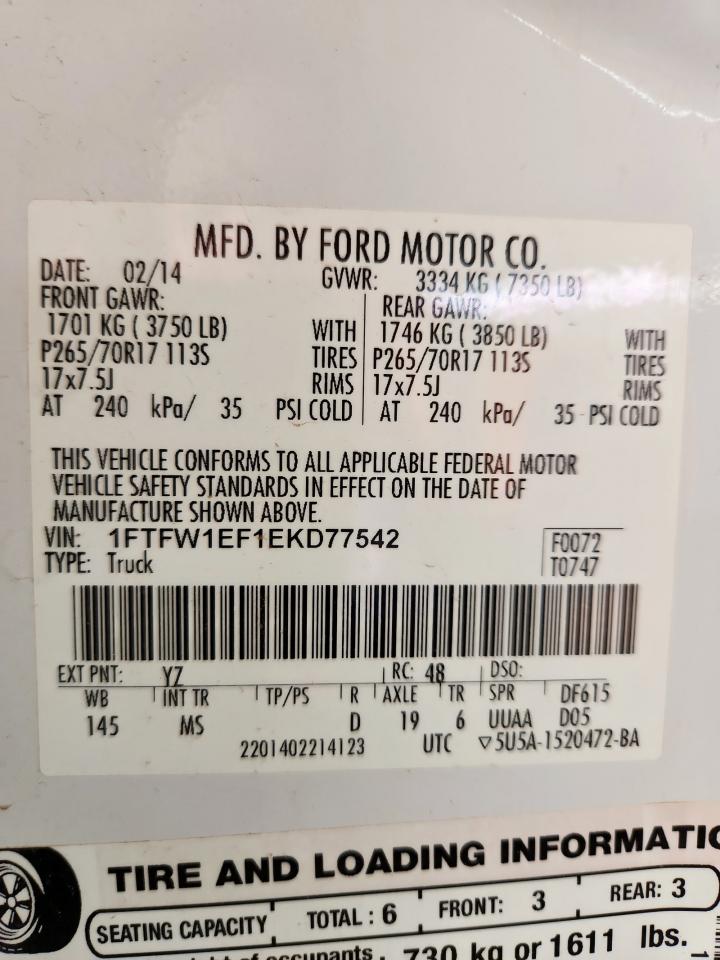 MFD. BY FORD MOTOR CO.
DATE: 02/14 GVWR: 3334 KG ( 7350 LB)
FRONT GAWR: REAR GAWR:
1701 KG ( 3750 LB) WITH 1746 KG ( 3850 LB) WITH
P265/70R17 113S TIRES P265/70R17 113S TIRES
17x7.5J RIMS 17x7.5J RIMS
AT 240 kPa/ 35 PSI COLD AT 240 kPa/ 35 PSI COLD
THIS VEHICLE CONFORMS TO ALL APPLICABLE FEDERAL MOTOR
VEHICLE SAFETY STANDARDS IN EFFECT ON THE DATE OF
MANUFACTURE SHOWN ABOVE.
VIN: 1FTFW1EF1EKD77542 F0072
TYPE: Truck T0747
EXT PNT: YZ RC: 48 DSO:
WB INT TR TP/PS R AXLE TR SPR DF615
145 MS D 19 6 UUAA D05
2201402214123 UTC ▽5U5A-1520472-BA
TIRE AND LOADING INFORMATIO
SEATING CAPACITY TOTAL : 6 FRONT: 3 REAR: 3
of occupants 730 kg or 1611 lbs.